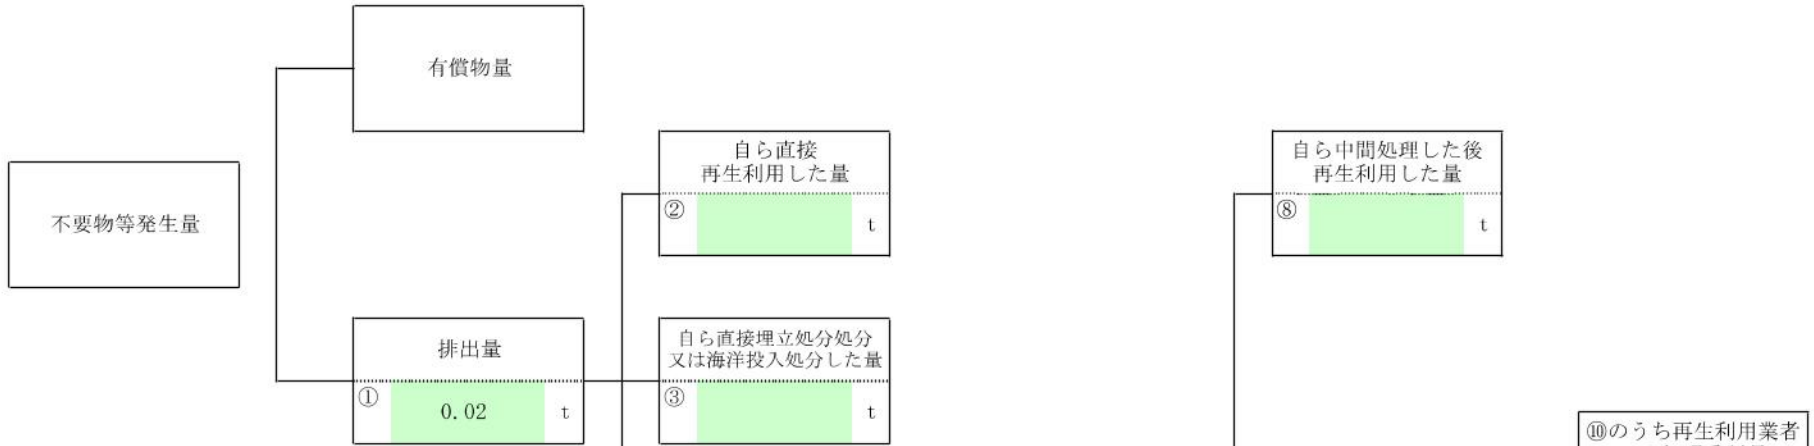 有償物量
自ら直接
再生利用した量
② t
自ら中間処理した後
再生利用した量
⑧ t
不要物等発生量
排出量
① 0.02 t
自ら直接埋立処分処分
又は海洋投入処分した量
③ t
⑩のうち再生利用業者